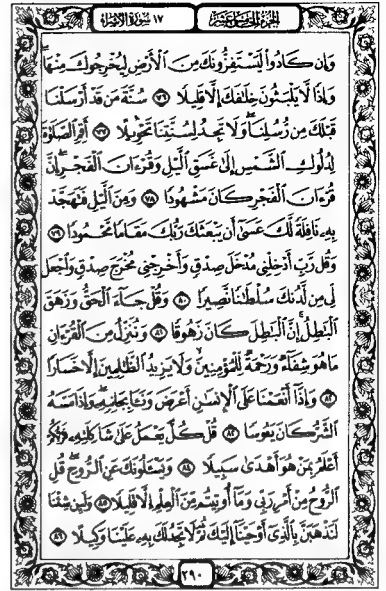 الجزء الخامس عشر ١٧ سورة الإسراء
وَإِن كَادُوا۟ لَيَسْتَفِزُّونَكَ مِنَ ٱلْأَرْضِ لِيُخْرِجُوكَ مِنْهَا
وَإِذًا لَّا يَلْبَثُونَ خِلَٰفَكَ إِلَّا قَلِيلًا ٧٦ سُنَّةَ مَن قَدْ أَرْسَلْنَا
قَبْلَكَ مِن رُّسُلِنَا وَلَا تَجِدُ لِسُنَّتِنَا تَحْوِيلًا ٧٧ أَقِمِ ٱلصَّلَوٰةَ
لِدُلُوكِ ٱلشَّمْسِ إِلَىٰ غَسَقِ ٱلَّيْلِ وَقُرْءَانَ ٱلْفَجْرِ إِنَّ
قُرْءَانَ ٱلْفَجْرِ كَانَ مَشْهُودًا ٧٨ وَمِنَ ٱلَّيْلِ فَتَهَجَّدْ
بِهِۦ نَافِلَةً لَّكَ عَسَىٰٓ أَن يَبْعَثَكَ رَبُّكَ مَقَامًا مَّحْمُودًا ٧٩
وَقُل رَّبِّ أَدْخِلْنِى مُدْخَلَ صِدْقٍ وَأَخْرِجْنِى مُخْرَجَ صِدْقٍ وَٱجْعَل
لِّى مِن لَّدُنكَ سُلْطَٰنًا نَّصِيرًا ٨٠ وَقُلْ جَآءَ ٱلْحَقُّ وَزَهَقَ
ٱلْبَٰطِلُ إِنَّ ٱلْبَٰطِلَ كَانَ زَهُوقًا ٨١ وَنُنَزِّلُ مِنَ ٱلْقُرْءَانِ
مَا هُوَ شِفَآءٌ وَرَحْمَةٌ لِّلْمُؤْمِنِينَ وَلَا يَزِيدُ ٱلظَّٰلِمِينَ إِلَّا خَسَارًا
٨٢ وَإِذَآ أَنْعَمْنَا عَلَى ٱلْإِنسَٰنِ أَعْرَضَ وَنَـَٔا بِجَانِبِهِۦ وَإِذَا مَسَّهُ
ٱلشَّرُّ كَانَ يَـُٔوسًا ٨٣ قُلْ كُلٌّ يَعْمَلُ عَلَىٰ شَاكِلَتِهِۦ فَرَبُّكُمْ
أَعْلَمُ بِمَنْ هُوَ أَهْدَىٰ سَبِيلًا ٨٤ وَيَسْـَٔلُونَكَ عَنِ ٱلرُّوحِ قُلِ
ٱلرُّوحُ مِنْ أَمْرِ رَبِّى وَمَآ أُوتِيتُم مِّنَ ٱلْعِلْمِ إِلَّا قَلِيلًا ٨٥ وَلَئِن شِئْنَا
لَنَذْهَبَنَّ بِٱلَّذِىٓ أَوْحَيْنَآ إِلَيْكَ ثُمَّ لَا تَجِدُ لَكَ بِهِۦ عَلَيْنَا وَكِيلًا ٨٦
٢٩٠